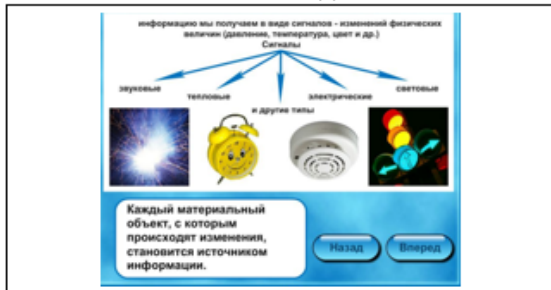 информацию мы получаем в виде сигналов - изменений физических
величин (давление, температура, цвет и др.)
Сигналы
звуковые
тепловые
электрические
световые
и другие типы
Каждый материальный
объект, с которым
происходят изменения,
становится источником
информации.
Назад
Вперед